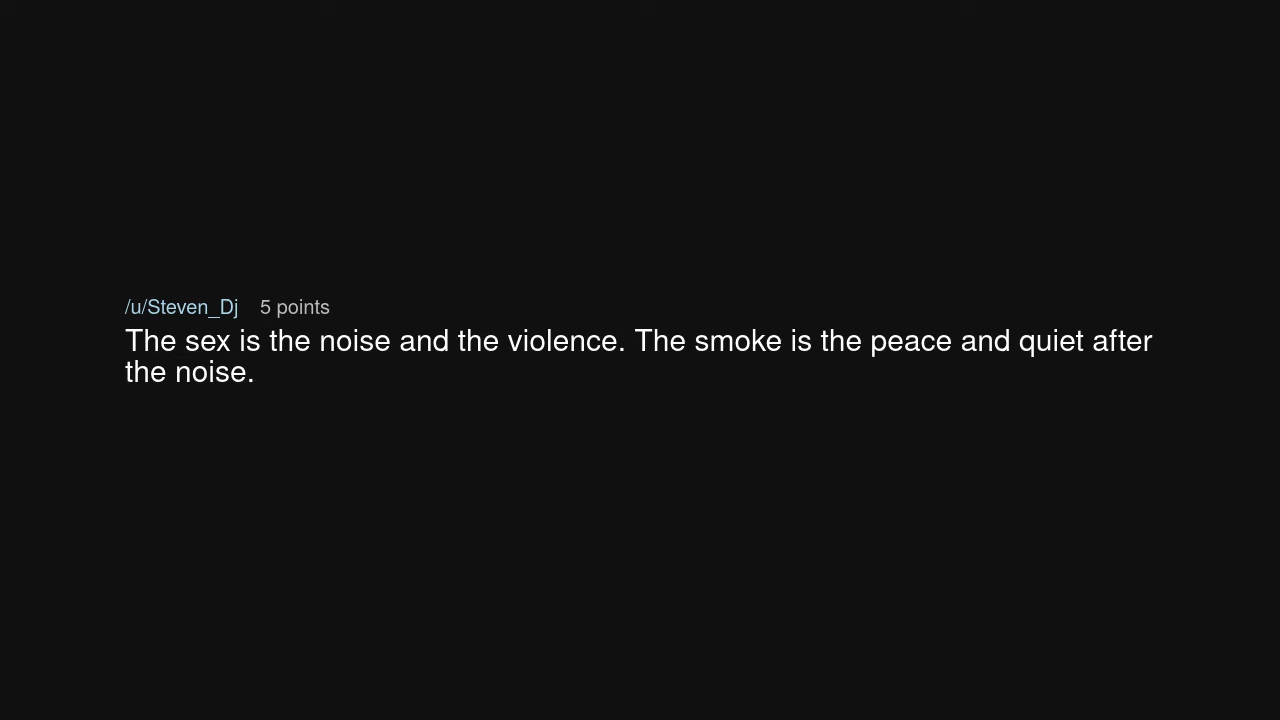 /u/Steven_Dj 5 points
The sex is the noise and the violence. The smoke is the peace and quiet after
the noise.